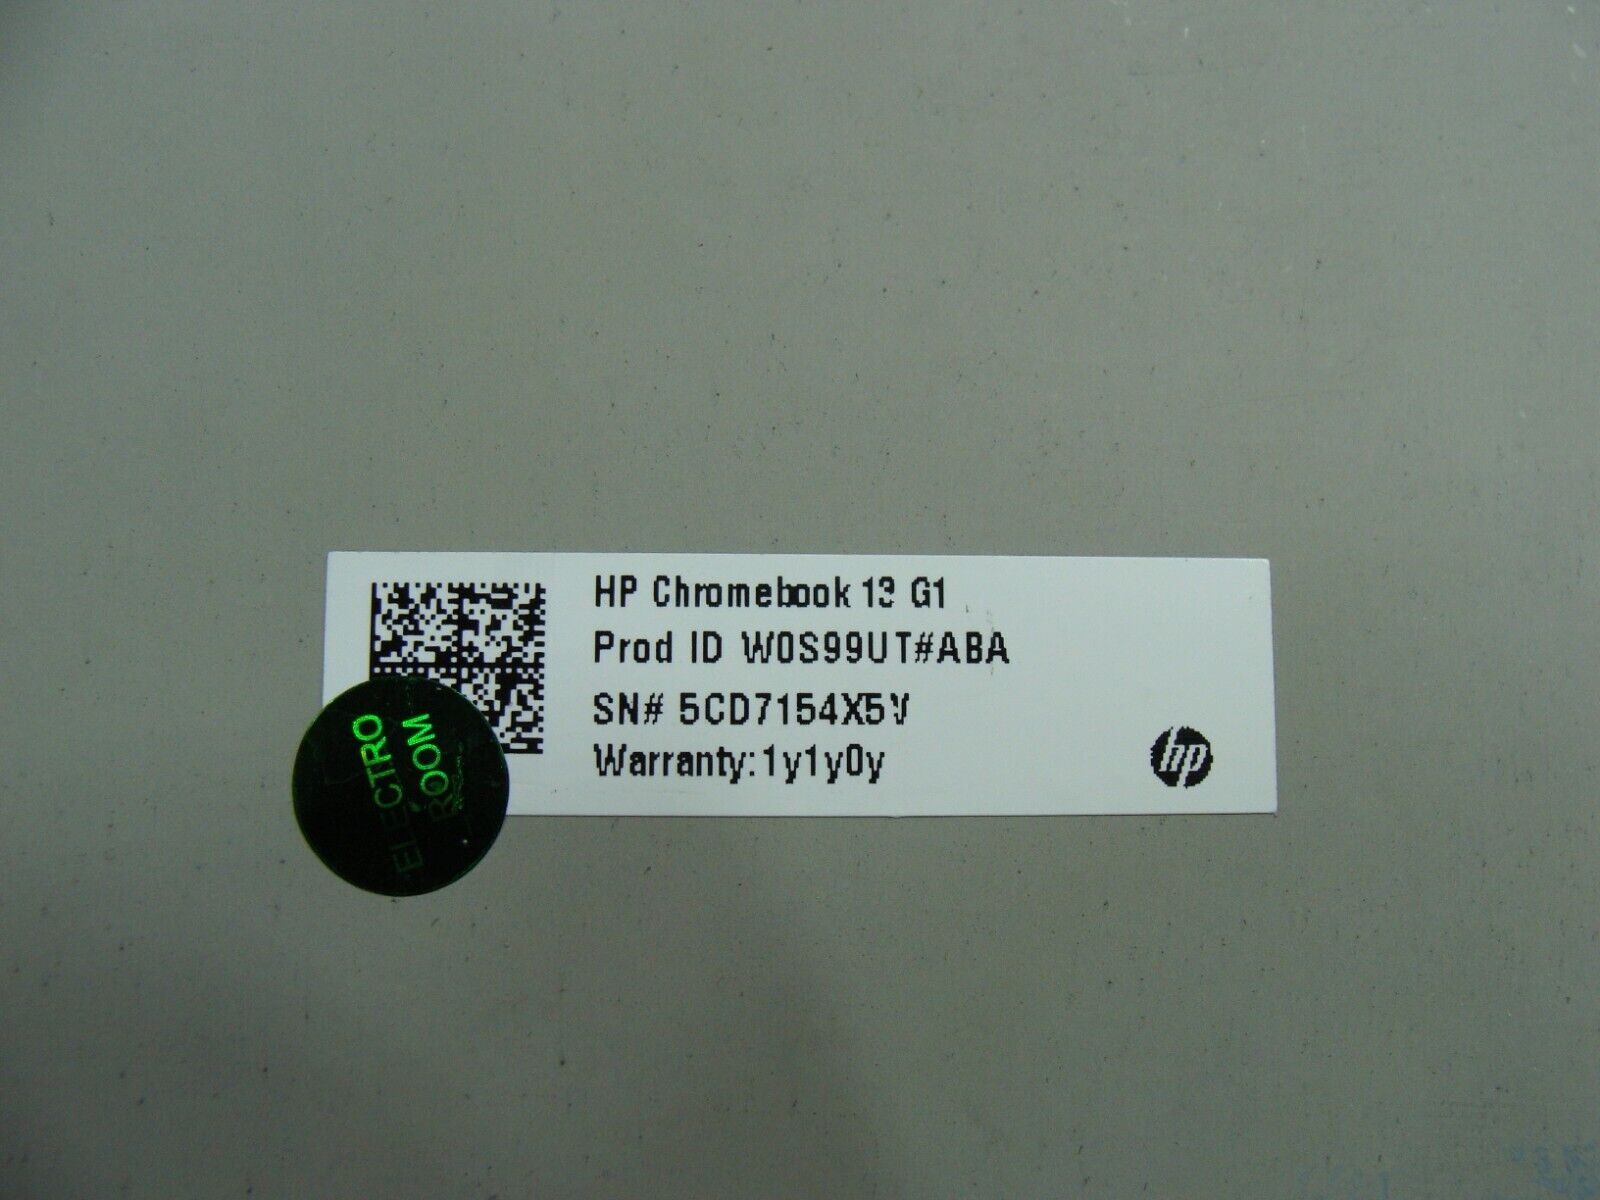 HP Chromebook 13 G1
Prod ID W0S99UT#ABA
SN# 5CD7154X5V
Warranty:1y1y0y
hp
ELECTRO
ROOM